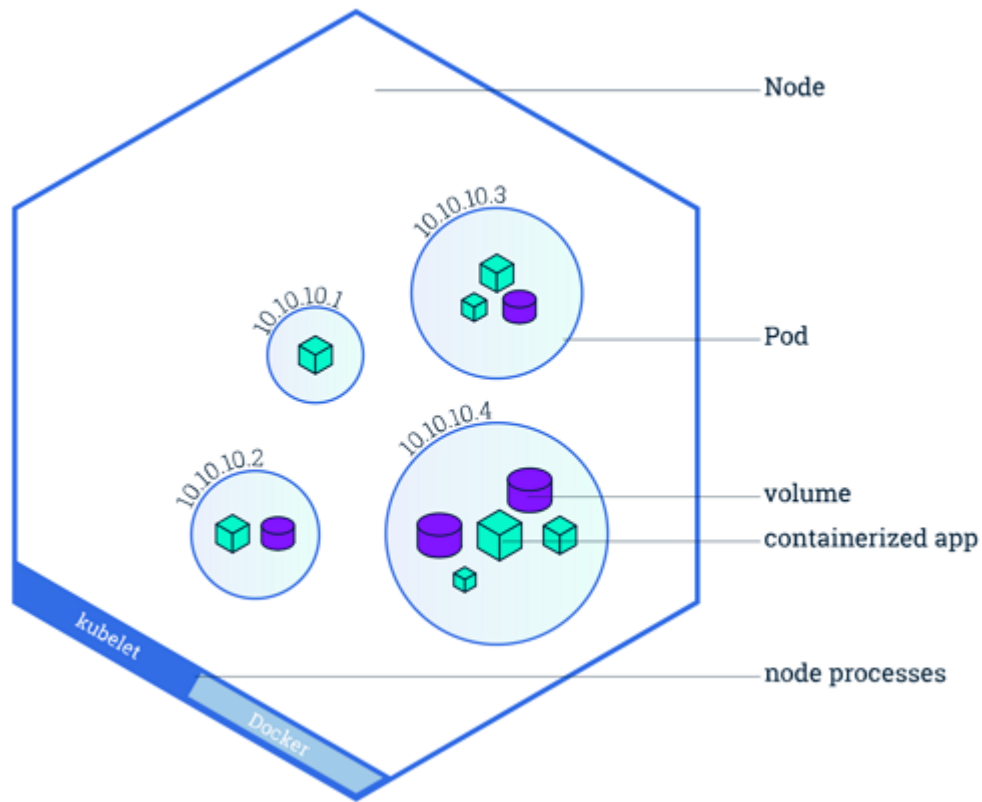 Node
10.10.10.3
10.10.10.1
Pod
10.10.10.4
10.10.10.2
volume
containerized app
kubelet
node processes
Docker